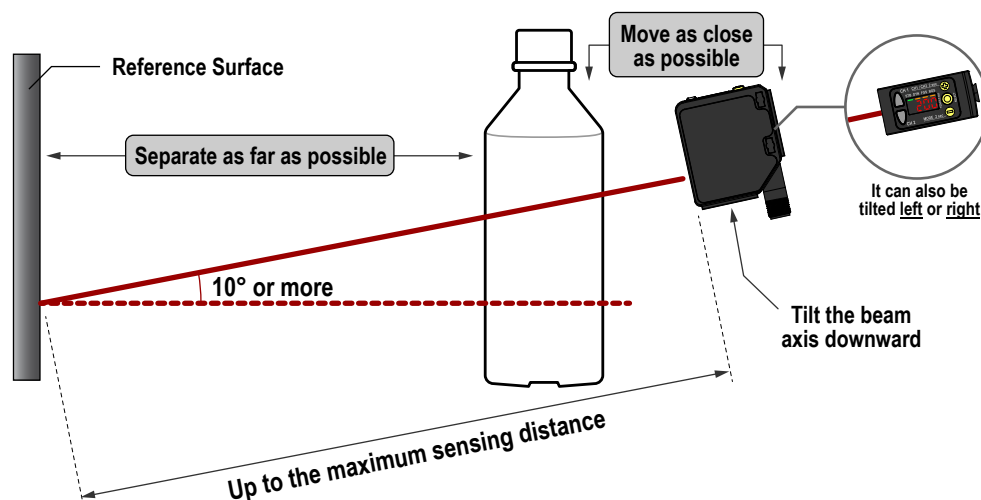 Reference Surface
Separate as far as possible
Move as close
as possible
It can also be
tilted left or right
10° or more
Tilt the beam
axis downward
Up to the maximum sensing distance